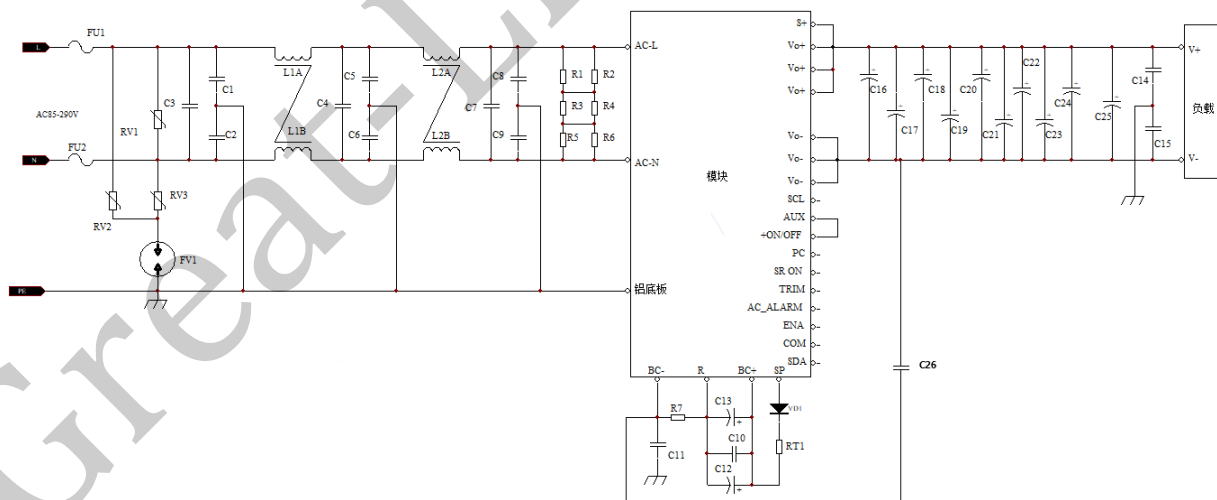 FU1
L
AC85-290V
RV1
C3
C1
C2
L1A
L1B
C4
C5
C6
L2A
L2B
C7
C8
C9
R1
R2
R3
R4
R5
R6
FU2
N
RV2
RV3
FV1
PE
AC-L
AC-N
铝底板
模块
S+
Vo+
Vo+
Vo+
Vo-
Vo-
Vo-
SCL
AUX
+ON/OFF
PC
SR ON
TRIM
AC_ALARM
ENA
COM
SDA
BC-
R
BC+
SP
R7
C11
C13
C10
C12
VD1
RT1
C16
C17
C18
C19
C20
C21
C22
C23
C24
C25
C14
C15
C26
V+
负载
V-